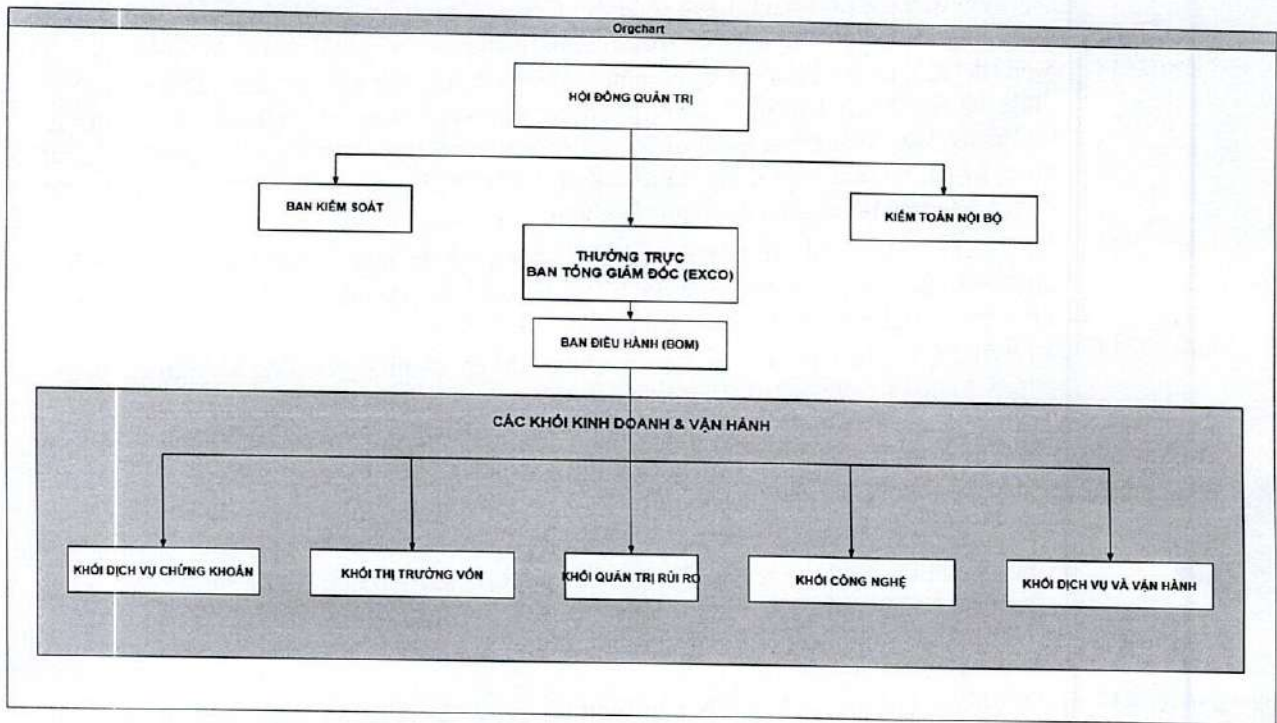 Orgchart
HỘI ĐỒNG QUẢN TRỊ
BAN KIỂM SOÁT
KIỂM TOÁN NỘI BỘ
THƯỜNG TRỰC
BAN TỔNG GIÁM ĐỐC (EXCO)
BAN ĐIỀU HÀNH (BOM)
CÁC KHỐI KINH DOANH & VẬN HÀNH
KHỐI DỊCH VỤ CHỨNG KHOÁN
KHỐI THỊ TRƯỜNG VỐN
KHỐI QUẢN TRỊ RỦI RO
KHỐI CÔNG NGHỆ
KHỐI DỊCH VỤ VÀ VẬN HÀNH